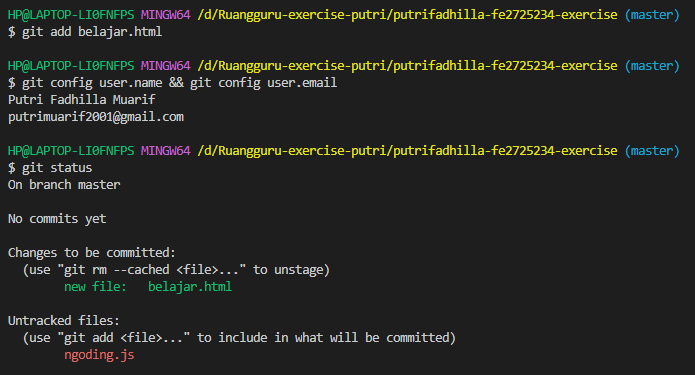 HP@LAPTOP-LI0FNFPS MINGW64 /d/Ruangguru-exercise-putri/putrifadhilla-fe2725234-exercise (master)
$ git add belajar.html
HP@LAPTOP-LI0FNFPS MINGW64 /d/Ruangguru-exercise-putri/putrifadhilla-fe2725234-exercise (master)
$ git config user.name && git config user.email
Putri Fadhilla Muarif
putrimuarif2001@gmail.com
HP@LAPTOP-LI0FNFPS MINGW64 /d/Ruangguru-exercise-putri/putrifadhilla-fe2725234-exercise (master)
$ git status
On branch master
No commits yet
Changes to be committed:
(use "git rm --cached <file>..." to unstage)
new file: belajar.html
Untracked files:
(use "git add <file>..." to include in what will be committed)
ngoding.js